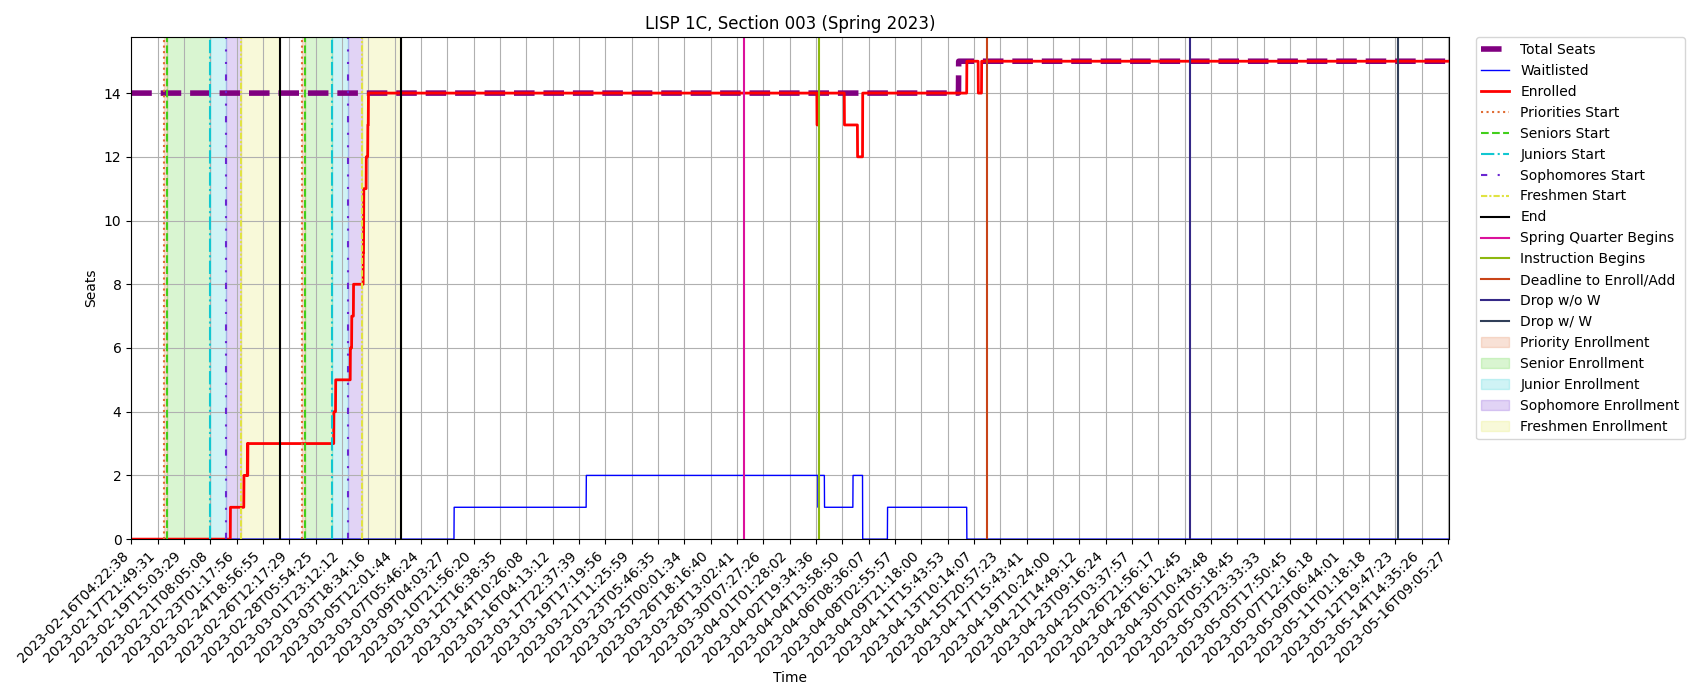 LISP 1C, Section 003 (Spring 2023)
Seats
14
12
10
8
6
4
2
0
2023-02-16T04:22:38
2023-02-17T21:49:31
2023-02-19T15:03:29
2023-02-21T08:05:08
2023-02-23T01:17:56
2023-02-24T18:56:55
2023-02-26T12:17:29
2023-02-28T05:54:25
2023-03-01T23:12:12
2023-03-03T18:34:16
2023-03-05T12:01:44
2023-03-07T05:46:24
2023-03-09T04:03:27
2023-03-10T21:56:20
2023-03-12T16:38:35
2023-03-14T10:26:08
2023-03-16T04:13:12
2023-03-17T22:37:39
2023-03-19T17:19:56
2023-03-21T11:25:59
2023-03-23T05:46:35
2023-03-25T00:01:34
2023-03-26T18:16:40
2023-03-28T13:02:41
2023-03-30T07:27:26
2023-04-01T01:28:02
2023-04-02T19:34:36
2023-04-04T13:58:50
2023-04-06T08:36:07
2023-04-08T02:55:57
2023-04-09T21:18:00
2023-04-11T15:43:53
2023-04-13T10:14:07
2023-04-15T20:57:23
2023-04-17T15:43:41
2023-04-19T10:24:00
2023-04-21T14:49:12
2023-04-23T09:16:24
2023-04-25T03:37:57
2023-04-26T21:56:17
2023-04-28T16:12:45
2023-04-30T10:43:48
2023-05-02T05:18:45
2023-05-03T23:33:33
2023-05-05T17:50:45
2023-05-07T12:16:18
2023-05-09T06:44:01
2023-05-11T01:18:18
2023-05-12T19:47:23
2023-05-14T14:35:26
2023-05-16T09:05:27
Time
Total Seats
Waitlisted
Enrolled
Priorities Start
Seniors Start
Juniors Start
Sophomores Start
Freshmen Start
End
Spring Quarter Begins
Instruction Begins
Deadline to Enroll/Add
Drop w/o W
Drop w/ W
Priority Enrollment
Senior Enrollment
Junior Enrollment
Sophomore Enrollment
Freshmen Enrollment